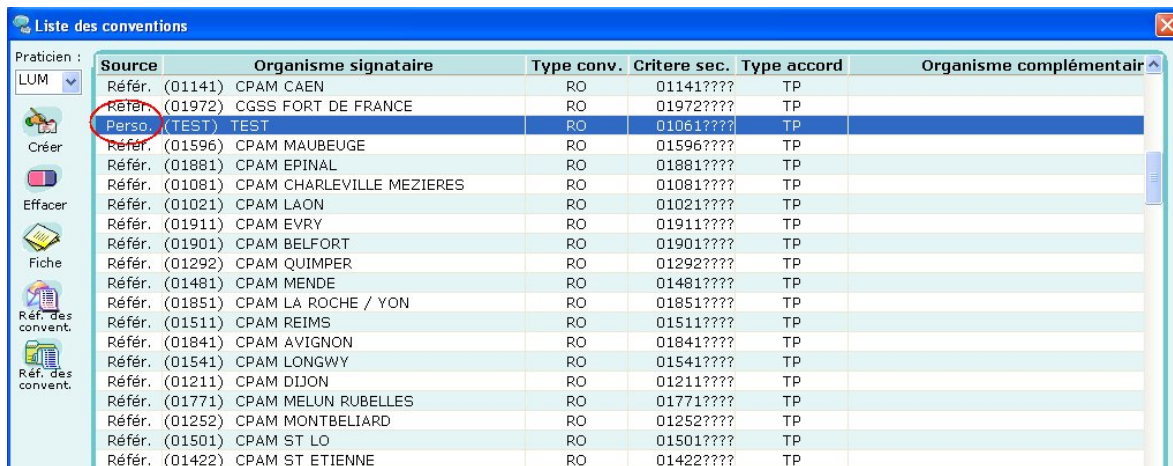 Liste des conventions
Praticien :
LUM
Créer
Effacer
Fiche
Réf. des
convent.
Réf. des
convent.
Source Organisme signataire Type conv. Critere sec. Type accord Organisme complémentair
Référ. (01141) CPAM CAEN RO 01141???? TP
Référ. (01972) CGSS FORT DE FRANCE RO 01972???? TP
Perso. (TEST) TEST RO 01061???? TP
Référ. (01596) CPAM MAUBEUGE RO 01596???? TP
Référ. (01881) CPAM EPINAL RO 01881???? TP
Référ. (01081) CPAM CHARLEVILLE MEZIERES RO 01081???? TP
Référ. (01021) CPAM LAON RO 01021???? TP
Référ. (01911) CPAM EVRY RO 01911???? TP
Référ. (01901) CPAM BELFORT RO 01901???? TP
Référ. (01292) CPAM QUIMPER RO 01292???? TP
Référ. (01481) CPAM MENDE RO 01481???? TP
Référ. (01851) CPAM LA ROCHE / YON RO 01851???? TP
Référ. (01511) CPAM REIMS RO 01511???? TP
Référ. (01841) CPAM AVIGNON RO 01841???? TP
Référ. (01541) CPAM LONGWY RO 01541???? TP
Référ. (01211) CPAM DIJON RO 01211???? TP
Référ. (01771) CPAM MELUN RUBELLES RO 01771???? TP
Référ. (01252) CPAM MONTBELIARD RO 01252???? TP
Référ. (01501) CPAM ST LO RO 01501???? TP
Référ. (01422) CPAM ST ETIENNE RO 01422???? TP